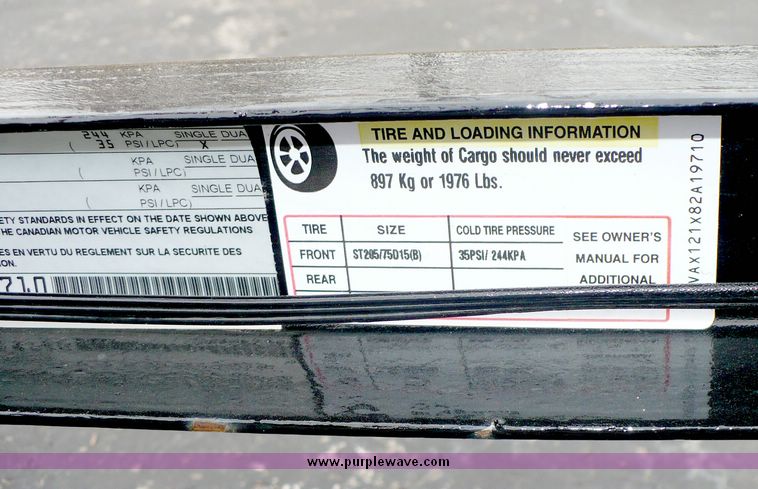 244 KPA SINGLE DUA
( 35 PSI/LPC) X
KPA SINGLE DUA
( PSI/LPC)
KPA SINGLE DUA
( PSI/LPC)
ETY STANDARDS IN EFFECT ON THE DATE SHOWN ABOVE
HE CANADIAN MOTOR VEHICLE SAFETY REGULATIONS
ES EN VERTU DU REGLEMENT SUR LA SECURITE DES
ON.
710
TIRE AND LOADING INFORMATION
The weight of Cargo should never exceed
897 Kg or 1976 Lbs.
TIRE SIZE COLD TIRE PRESSURE
FRONT ST205/75D15(B) 35PSI/ 244KPA
REAR
SEE OWNER'S
MANUAL FOR
ADDITIONAL
VAX121X82A19710
www.purplewave.com